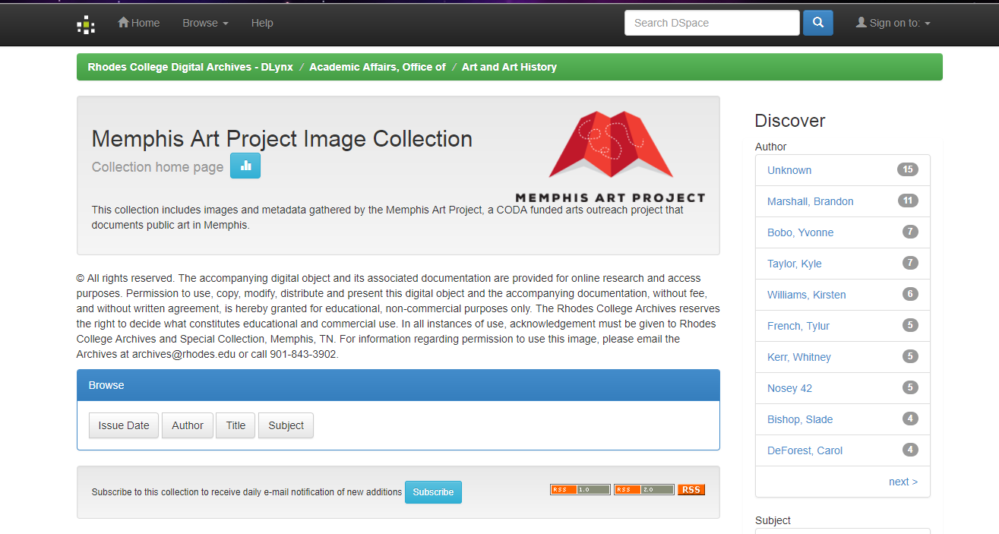 Home
Browse
Help
Search DSpace
Sign on to:
Rhodes College Digital Archives - DLynx / Academic Affairs, Office of / Art and Art History
Memphis Art Project Image Collection
Collection home page
MEMPHIS ART PROJECT
This collection includes images and metadata gathered by the Memphis Art Project, a CODA funded arts outreach project that
documents public art in Memphis.
© All rights reserved. The accompanying digital object and its associated documentation are provided for online research and access
purposes. Permission to use, copy, modify, distribute and present this digital object and the accompanying documentation, without fee,
and without written agreement, is hereby granted for educational, non-commercial purposes only. The Rhodes College Archives reserves
the right to decide what constitutes educational and commercial use. In all instances of use, acknowledgement must be given to Rhodes
College Archives and Special Collection, Memphis, TN. For information regarding permission to use this image, please email the
Archives at archives@rhodes.edu or call 901-843-3902.
Browse
Issue Date
Author
Title
Subject
Subscribe to this collection to receive daily e-mail notification of new additions
Subscribe
RSS 1.0
RSS 2.0
RSS
Discover
Author
Unknown 15
Marshall, Brandon 11
Bobo, Yvonne 7
Taylor, Kyle 7
Williams, Kirsten 6
French, Tylur 5
Kerr, Whitney 5
Nosey 42 5
Bishop, Slade 4
DeForest, Carol 4
next >
Subject